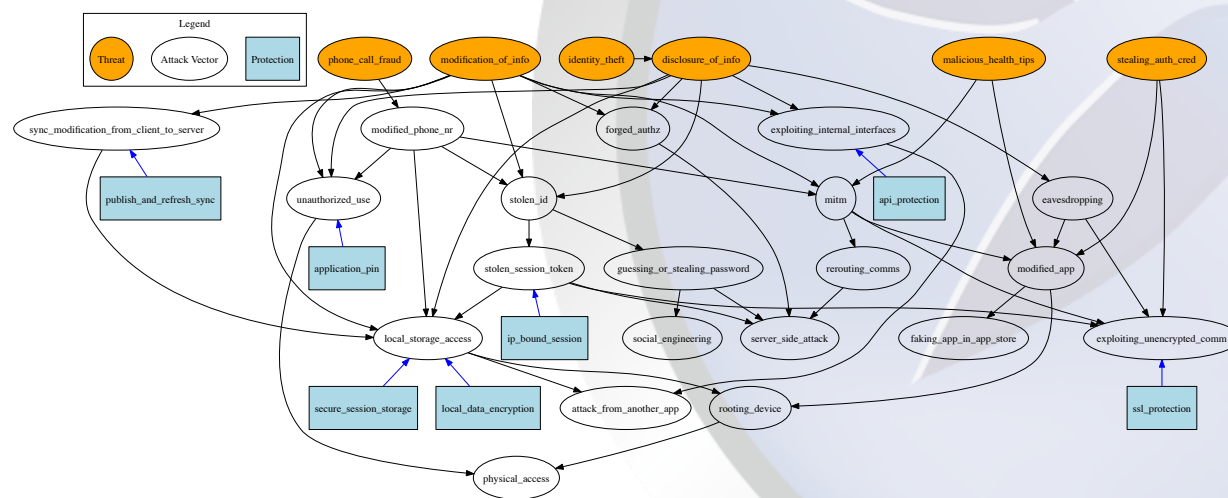 Legend
Threat
Attack Vector
Protection
phone_call_fraud
modification_of_info
identity_theft
disclosure_of_info
malicious_health_tips
stealing_auth_cred
sync_modification_from_client_to_server
modified_phone_nr
forged_authz
exploiting_internal_interfaces
publish_and_refresh_sync
unauthorized_use
stolen_id
mitm
api_protection
eavesdropping
application_pin
stolen_session_token
guessing_or_stealing_password
rerouting_comms
modified_app
local_storage_access
ip_bound_session
social_engineering
server_side_attack
faking_app_in_app_store
exploiting_unencrypted_comm
secure_session_storage
local_data_encryption
attack_from_another_app
rooting_device
ssl_protection
physical_access